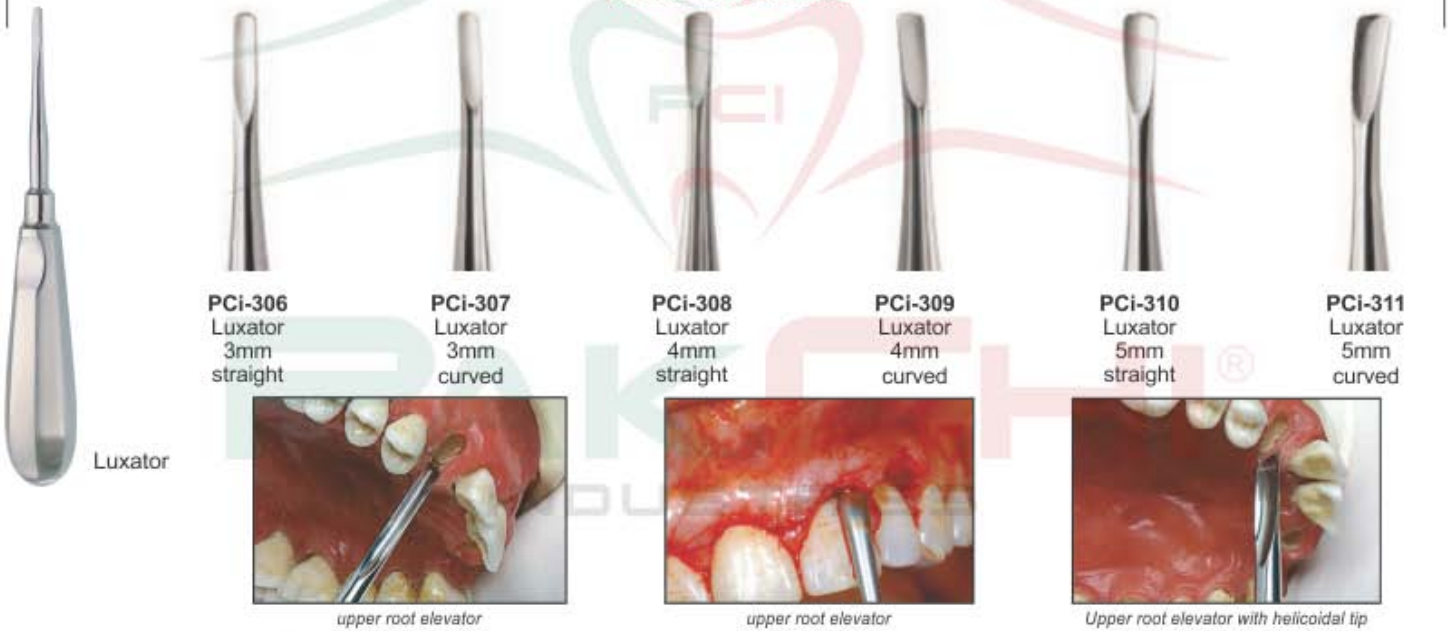 PCI
PCi-306
Luxator
3mm
straight
PCi-307
Luxator
3mm
curved
PCi-308
Luxator
4mm
straight
PCi-309
Luxator
4mm
curved
PCi-310
Luxator
5mm
straight
PCi-311
Luxator
5mm
curved
PAKCHI®
Luxator
upper root elevator
upper root elevator
Upper root elevator with helicoidal tip